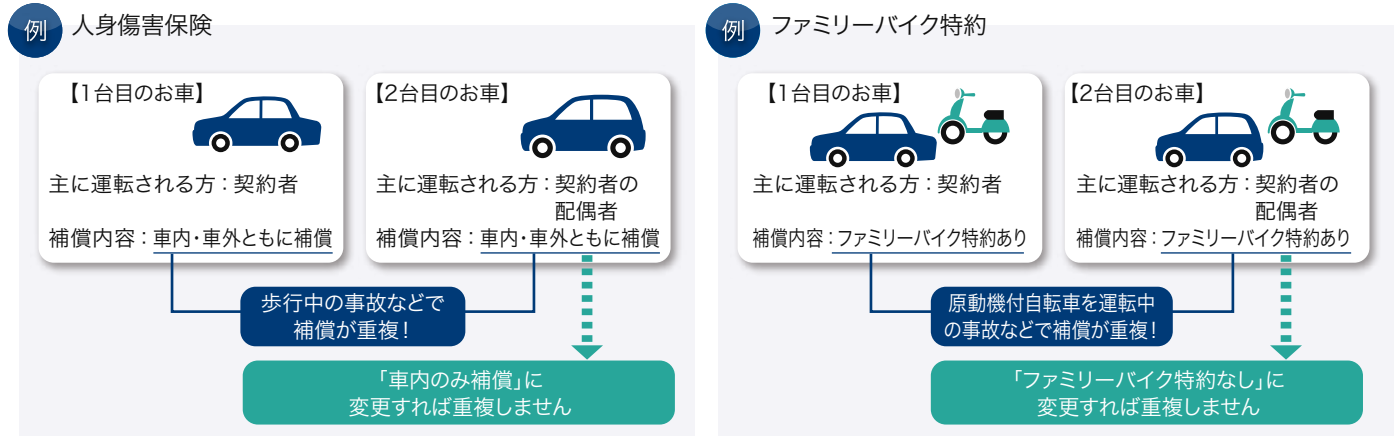 例 人身傷害保険
【1台目のお車】
主に運転される方：契約者
補償内容：車内・車外ともに補償
【2台目のお車】
主に運転される方：契約者の
配偶者
補償内容：車内・車外ともに補償
歩行中の事故などで
補償が重複！
「車内のみ補償」に
変更すれば重複しません
例 ファミリーバイク特約
【1台目のお車】
主に運転される方：契約者
補償内容：ファミリーバイク特約あり
【2台目のお車】
主に運転される方：契約者の
配偶者
補償内容：ファミリーバイク特約あり
原動機付自転車を運転中
の事故などで補償が重複！
「ファミリーバイク特約なし」に
変更すれば重複しません